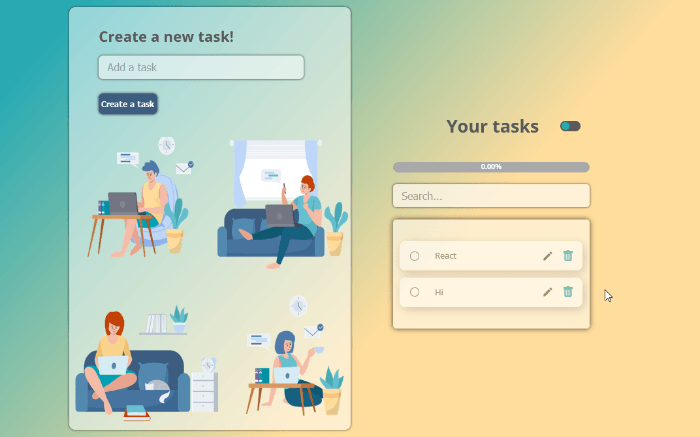 Create a new task!
Add a task
Create a task
Your tasks
0.00%
Search...
React
Hi